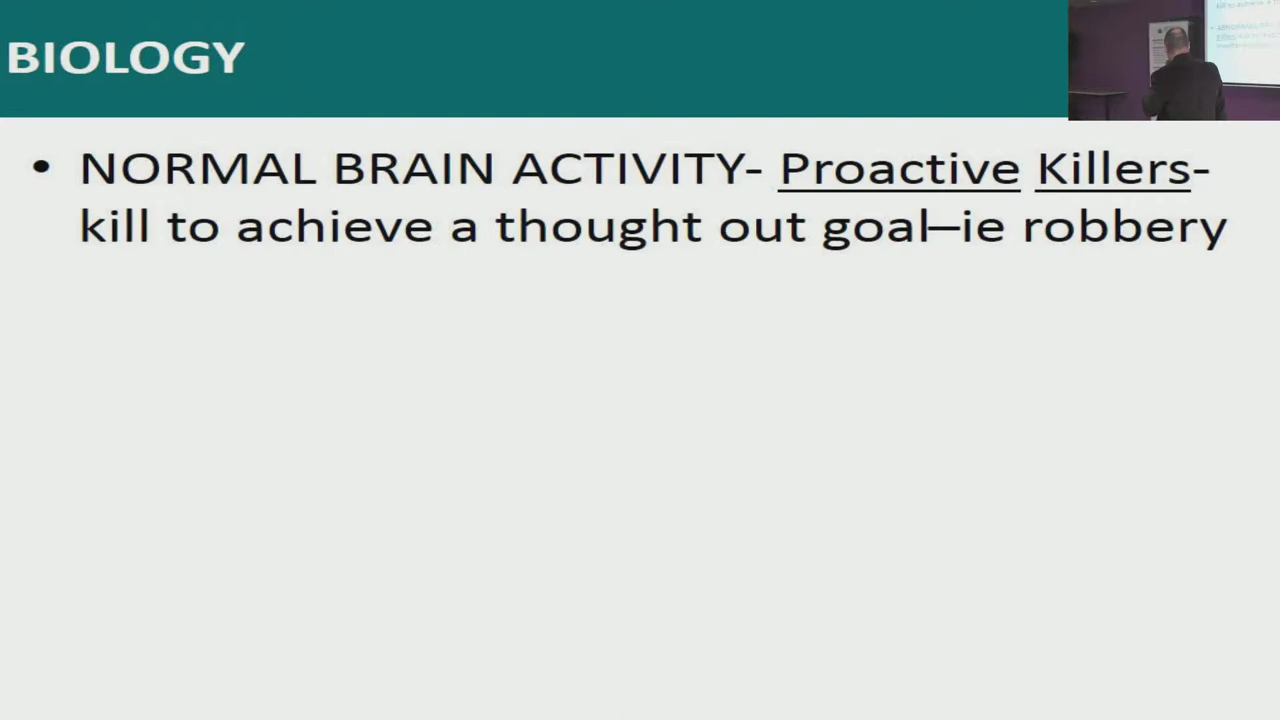 BIOLOGY
• NORMAL BRAIN ACTIVITY- Proactive Killers-
kill to achieve a thought out goal–ie robbery